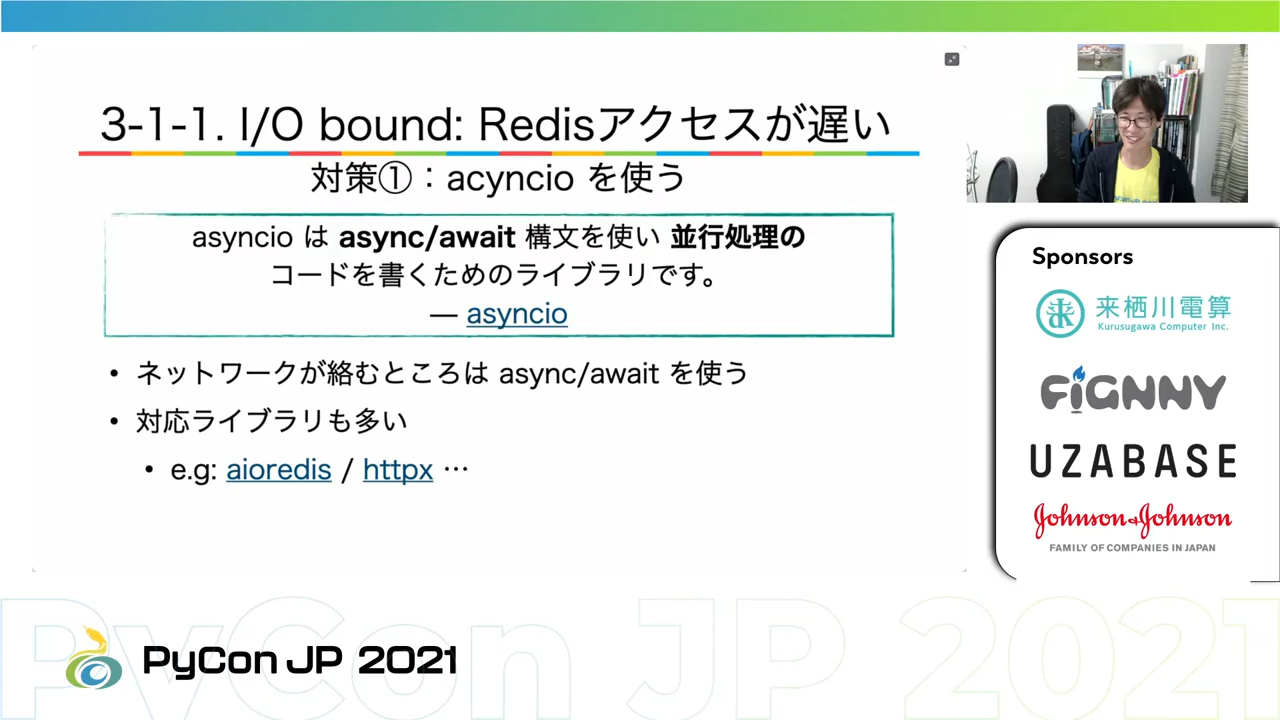 3-1-1. I/O bound: Redisアクセスが遅い
対策①：acyncio を使う
asyncio は async/await 構文を使い 並行処理の
コードを書くためのライブラリです。
— asyncio
• ネットワークが絡むところは async/await を使う
• 対応ライブラリも多い
• e.g: aioredis / httpx …
Sponsors
来栖川電算
Kurusugawa Computer Inc.
FiGNNY
UZABASE
Johnson&Johnson
FAMILY OF COMPANIES IN JAPAN
PyCon JP 2021
PyCon JP 2021